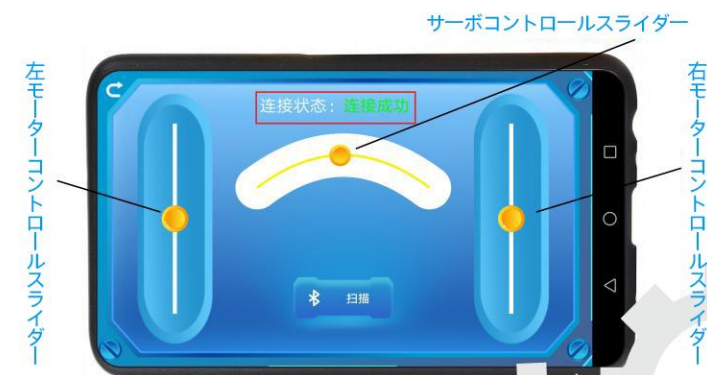 サーボコントロールスライダー
左モーターコントロールスライダー
连接状态：连接成功
右モーターコントロールスライダー
扫描